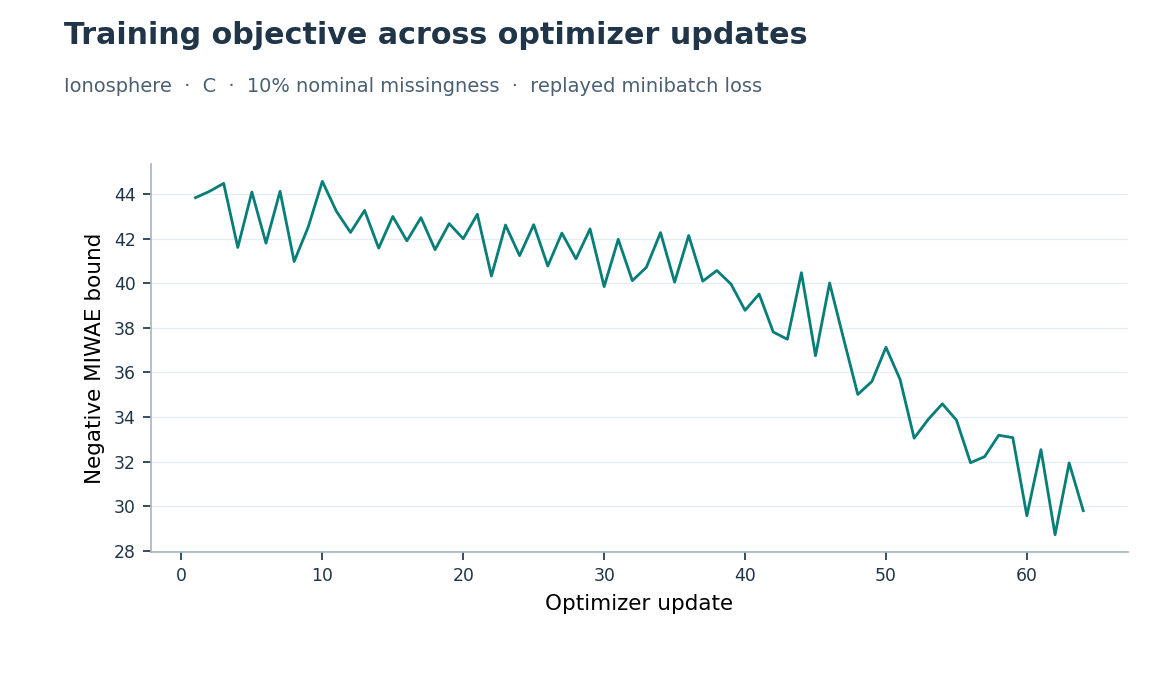 Training objective across optimizer updates
Ionosphere · C · 10% nominal missingness · replayed minibatch loss
Negative MIWAE bound
44
42
40
38
36
34
32
30
28
0 10 20 30 40 50 60
Optimizer update